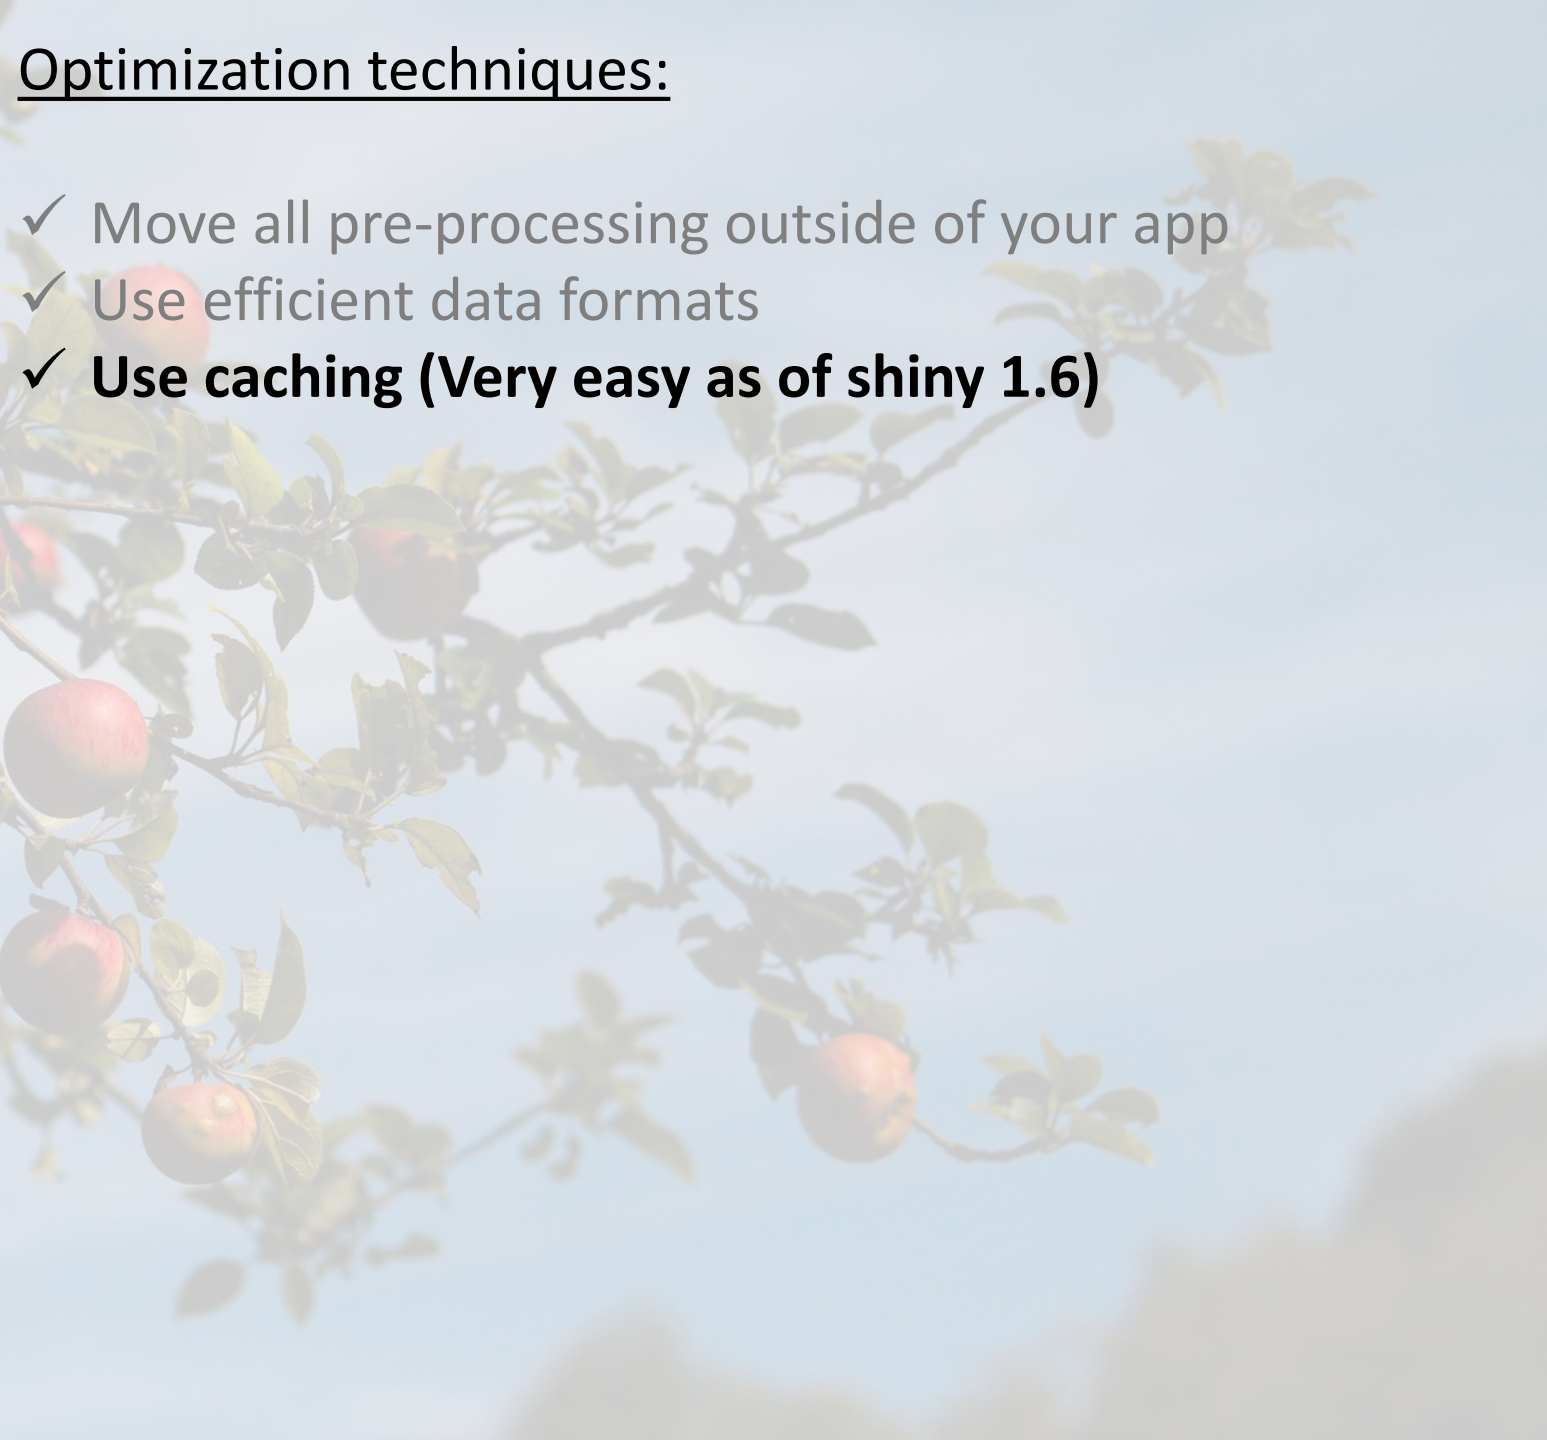 Optimization techniques:
✓ Move all pre-processing outside of your app
✓ Use efficient data formats
✓ Use caching (Very easy as of shiny 1.6)